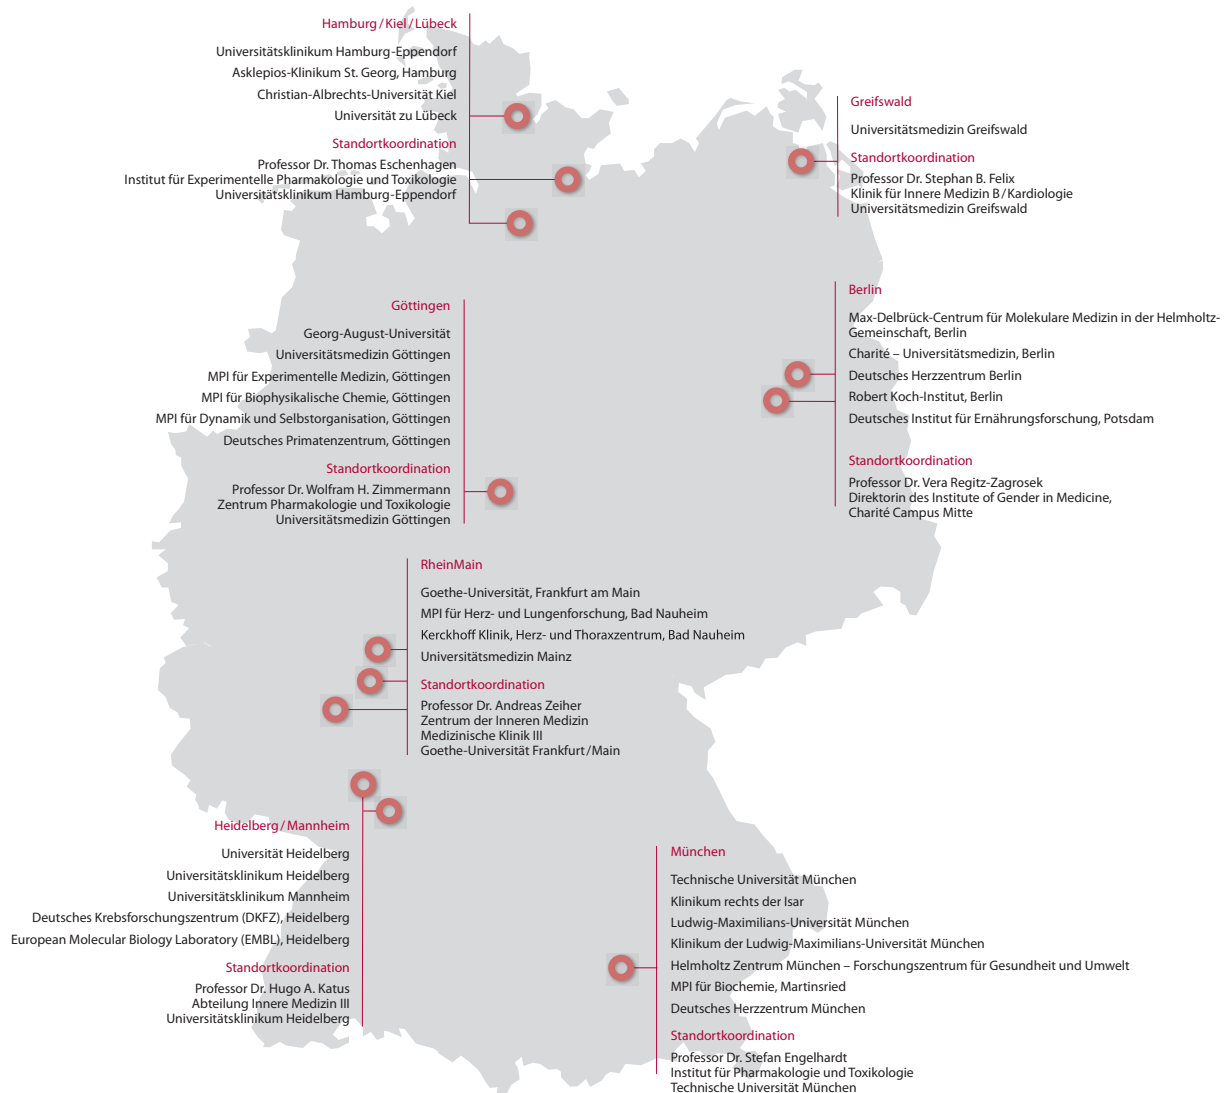 Hamburg/Kiel/Lübeck
Universitätsklinikum Hamburg-Eppendorf
Asklepios-Klinikum St. Georg, Hamburg
Christian-Albrechts-Universität Kiel
Universität zu Lübeck
Standortkoordination
Professor Dr. Thomas Eschenhagen
Institut für Experimentelle Pharmakologie und Toxikologie
Universitätsklinikum Hamburg-Eppendorf
Greifswald
Universitätsmedizin Greifswald
Standortkoordination
Professor Dr. Stephan B. Felix
Klinik für Innere Medizin B/Kardiologie
Universitätsmedizin Greifswald
Göttingen
Georg-August-Universität
Universitätsmedizin Göttingen
MPI für Experimentelle Medizin, Göttingen
MPI für Biophysikalische Chemie, Göttingen
MPI für Dynamik und Selbstorganisation, Göttingen
Deutsches Primatenzentrum, Göttingen
Standortkoordination
Professor Dr. Wolfram H. Zimmermann
Zentrum Pharmakologie und Toxikologie
Universitätsmedizin Göttingen
Berlin
Max-Delbrück-Centrum für Molekulare Medizin in der Helmholtz-
Gemeinschaft, Berlin
Charité – Universitätsmedizin, Berlin
Deutsches Herzzentrum Berlin
Robert Koch-Institut, Berlin
Deutsches Institut für Ernährungsforschung, Potsdam
Standortkoordination
Professor Dr. Vera Regitz-Zagrosek
Direktorin des Institute of Gender in Medicine,
Charité Campus Mitte
RheinMain
Goethe-Universität, Frankfurt am Main
MPI für Herz- und Lungenforschung, Bad Nauheim
Kerckhoff Klinik, Herz- und Thoraxzentrum, Bad Nauheim
Universitätsmedizin Mainz
Standortkoordination
Professor Dr. Andreas Zeiher
Zentrum der Inneren Medizin
Medizinische Klinik III
Goethe-Universität Frankfurt/Main
Heidelberg/Mannheim
Universität Heidelberg
Universitätsklinikum Heidelberg
Universitätsklinikum Mannheim
Deutsches Krebsforschungszentrum (DKFZ), Heidelberg
European Molecular Biology Laboratory (EMBL), Heidelberg
Standortkoordination
Professor Dr. Hugo A. Katus
Abteilung Innere Medizin III
Universitätsklinikum Heidelberg
München
Technische Universität München
Klinikum rechts der Isar
Ludwig-Maximilians-Universität München
Klinikum der Ludwig-Maximilians-Universität München
Helmholtz Zentrum München – Forschungszentrum für Gesundheit und Umwelt
MPI für Biochemie, Martinsried
Deutsches Herzzentrum München
Standortkoordination
Professor Dr. Stefan Engelhardt
Institut für Pharmakologie und Toxikologie
Technische Universität München